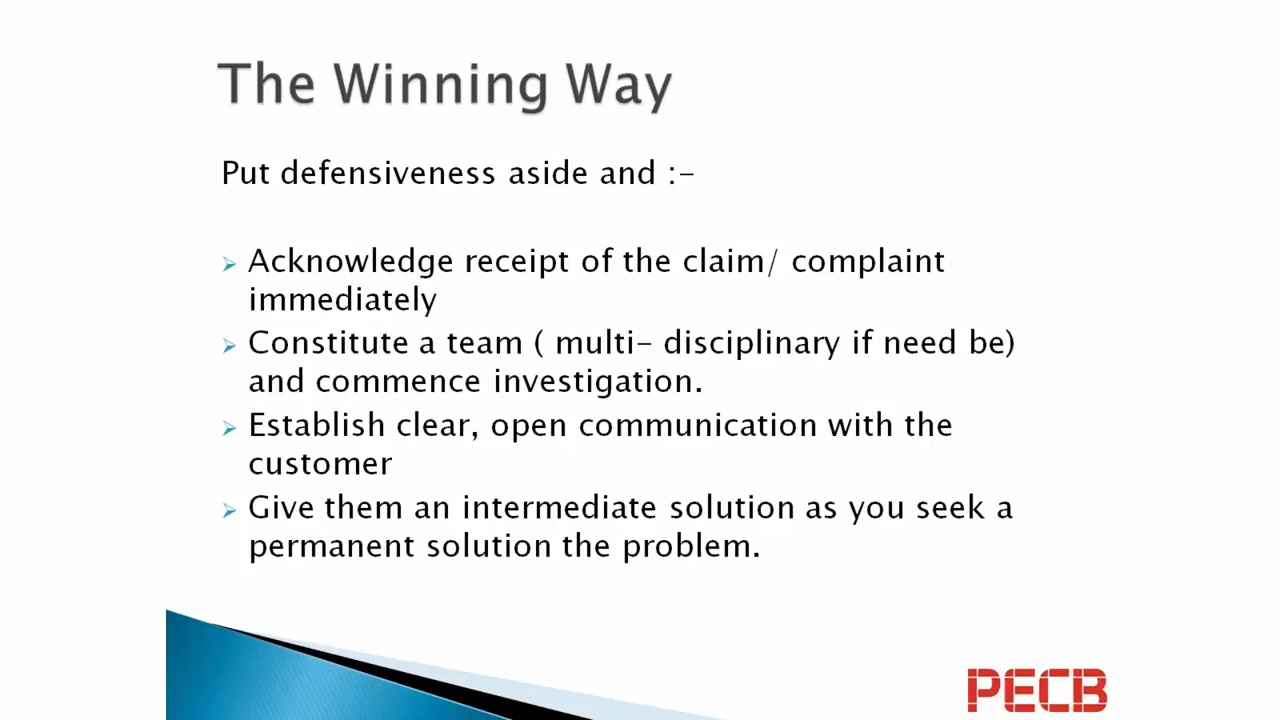 The Winning Way
Put defensiveness aside and :-
Acknowledge receipt of the claim/ complaint
immediately
Constitute a team ( multi- disciplinary if need be)
and commence investigation.
Establish clear, open communication with the
customer
Give them an intermediate solution as you seek a
permanent solution the problem.
PECB